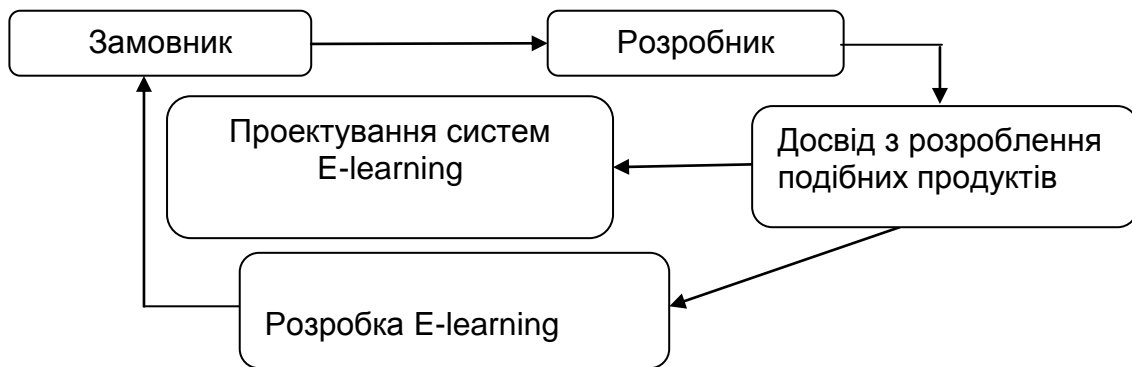 Замовник
Розробник
Проектування систем
E-learning
Досвід з розроблення
подібних продуктів
Розробка E-learning